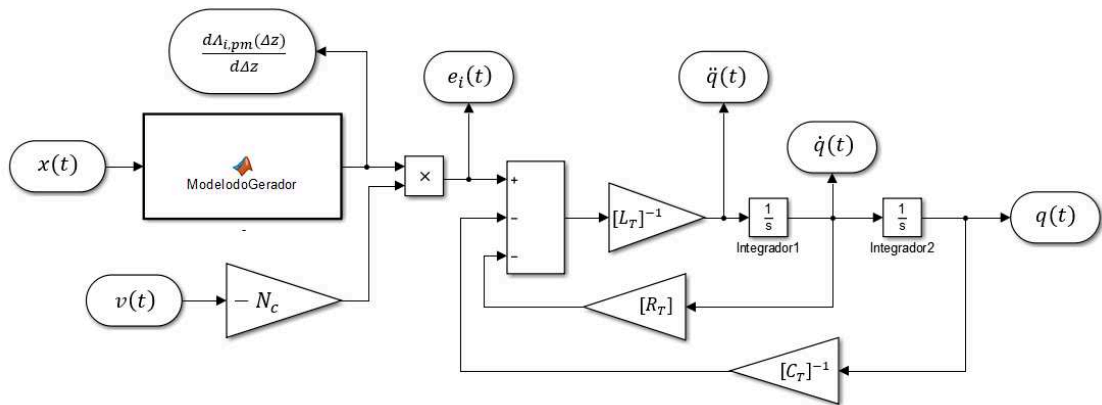 dΛ_{i,pm}(Δz)
dΔz
e_i(t)
q̈(t)
q̇(t)
x(t)
ModelodoGerador
-
×
+
−
−
[L_T]^{-1}
1
s
Integrador1
1
s
Integrador2
q(t)
v(t)
− N_c
[R_T]
[C_T]^{-1}